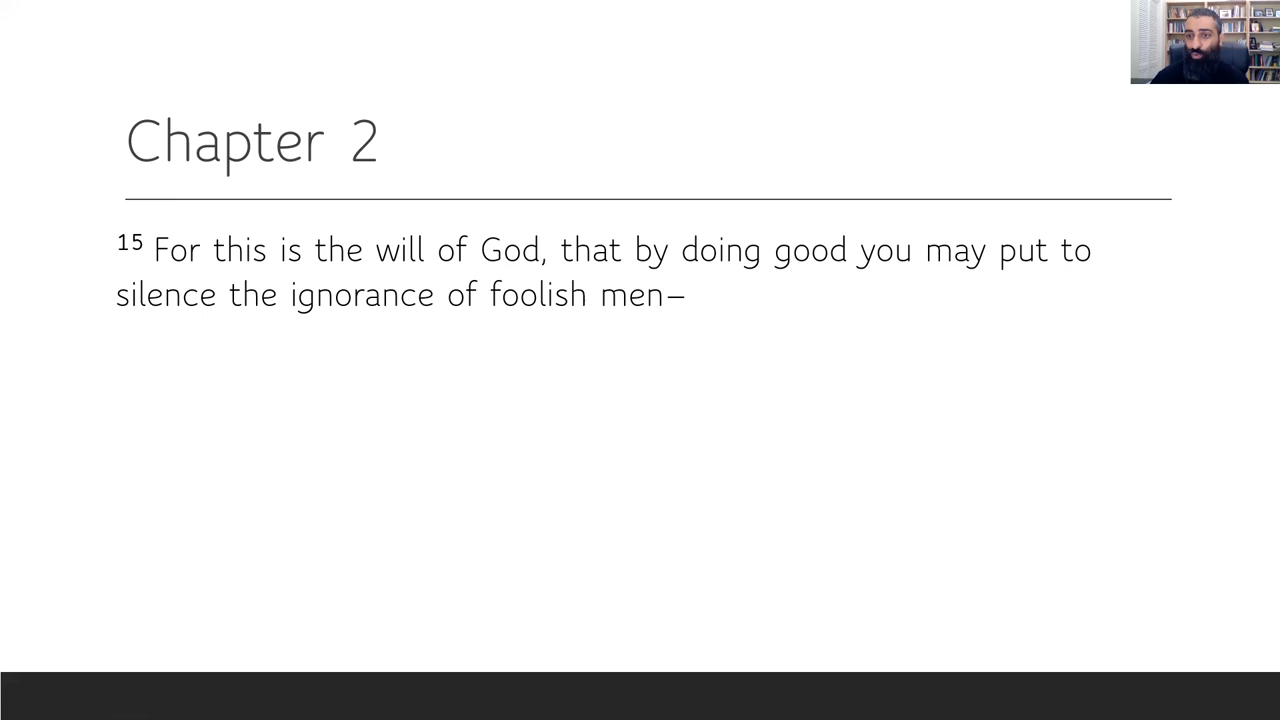 Chapter 2
15 For this is the will of God, that by doing good you may put to
silence the ignorance of foolish men—